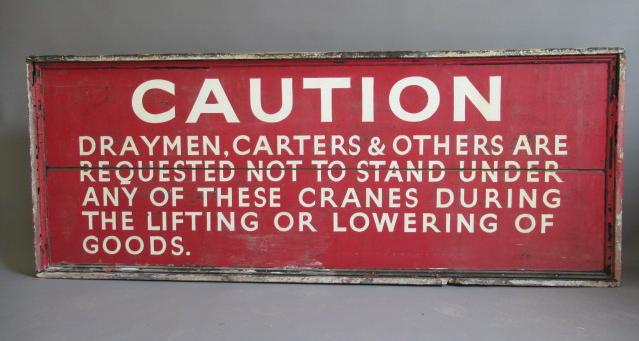 CAUTION
DRAYMEN, CARTERS & OTHERS ARE
REQUESTED NOT TO STAND UNDER
ANY OF THESE CRANES DURING
THE LIFTING OR LOWERING OF
GOODS.